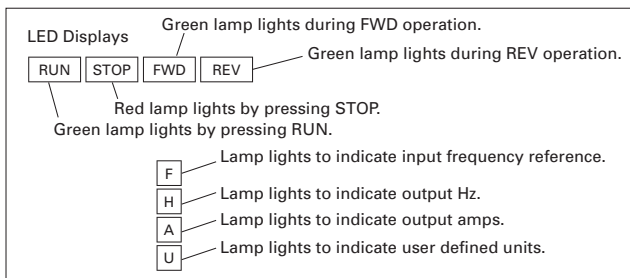 Green lamp lights during FWD operation.
LED Displays
Green lamp lights during REV operation.
RUN STOP FWD REV
Red lamp lights by pressing STOP.
Green lamp lights by pressing RUN.
F Lamp lights to indicate input frequency reference.
H Lamp lights to indicate output Hz.
A Lamp lights to indicate output amps.
U Lamp lights to indicate user defined units.